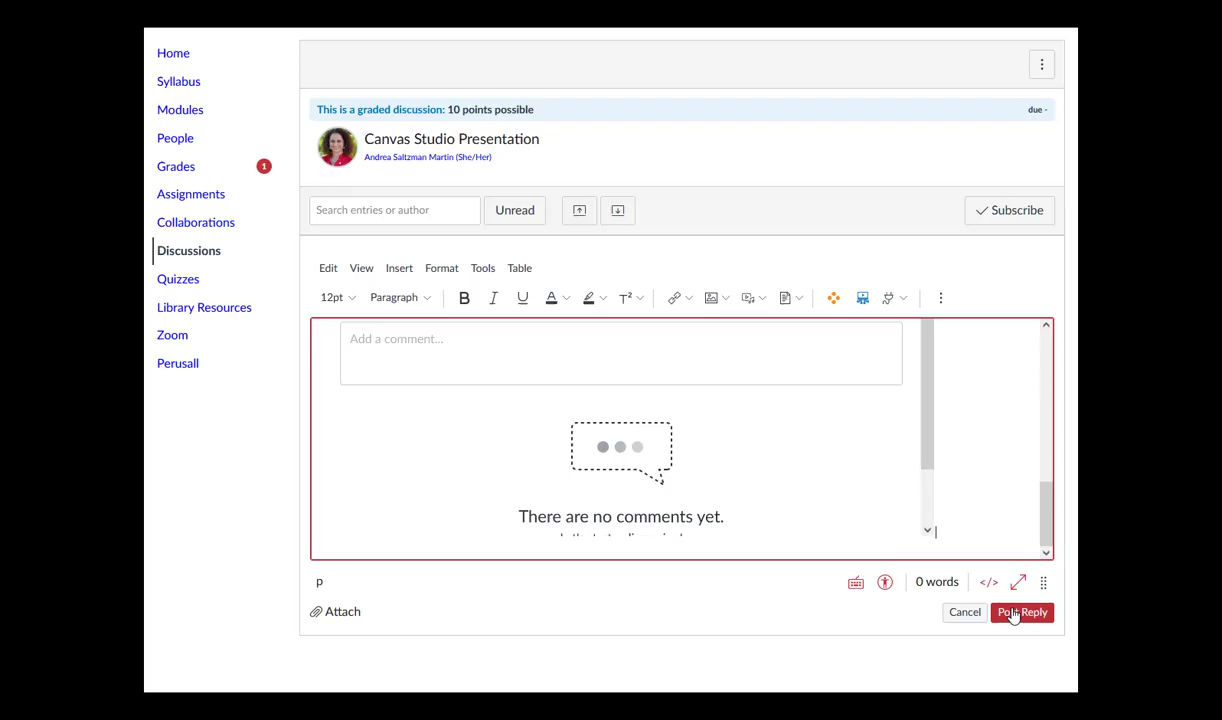 Home
Syllabus
Modules
People
Grades 1
Assignments
Collaborations
Discussions
Quizzes
Library Resources
Zoom
Perusall
This is a graded discussion: 10 points possible
due -
Canvas Studio Presentation
Andrea Saltzman Martin (She/Her)
Search entries or author
Unread
Subscribe
Edit View Insert Format Tools Table
12pt Paragraph B I U A T²
Add a comment...
There are no comments yet.
p
0 words </>
Attach
Cancel Post Reply